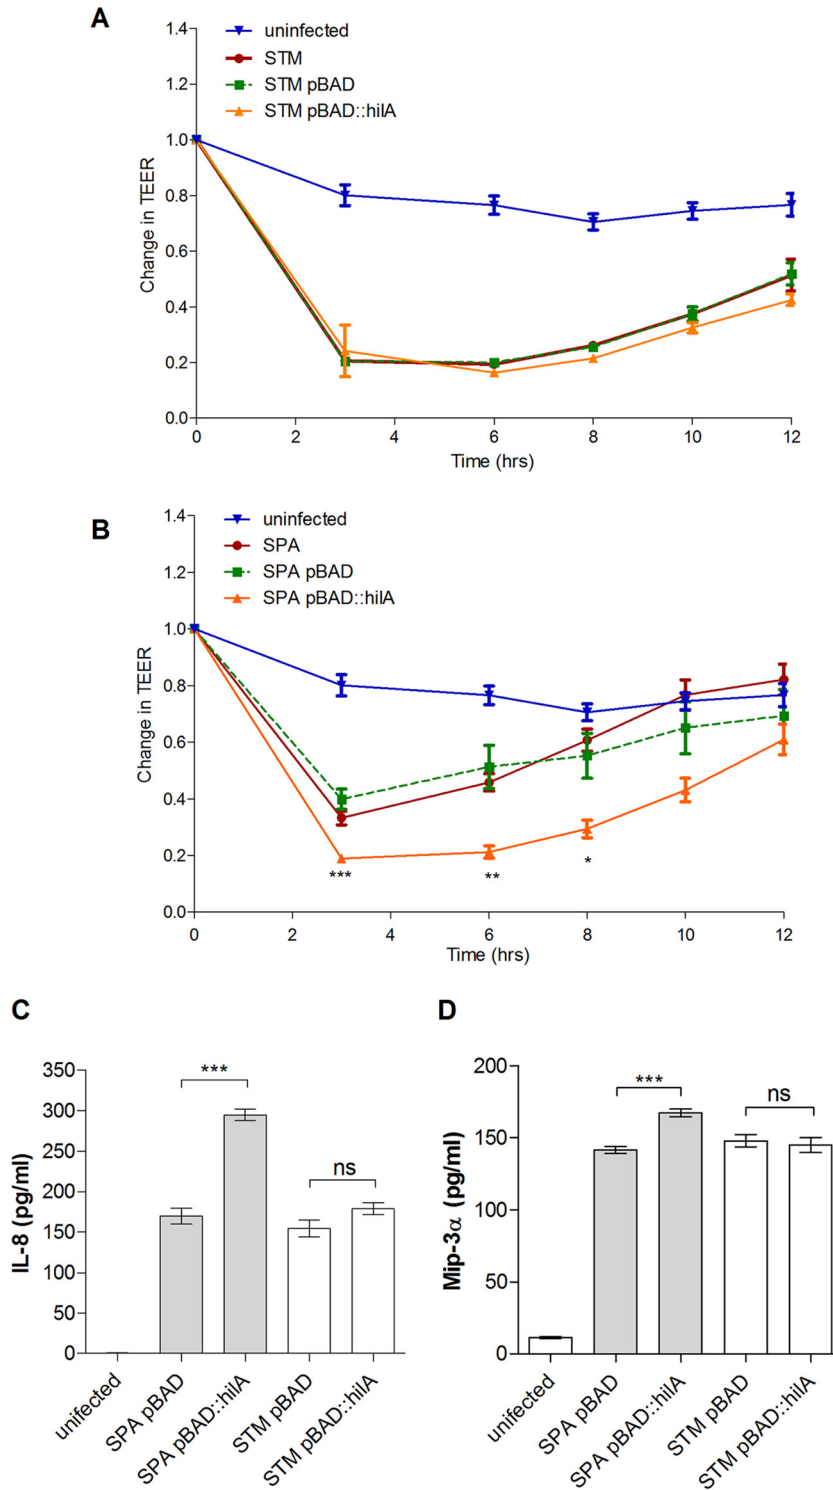 A
uninfected
STM
STM pBAD
STM pBAD::hilA
Change in TEER
1.4
1.2
1.0
0.8
0.6
0.4
0.2
0.0
0 2 4 6 8 10 12
Time (hrs)
B
uninfected
SPA
SPA pBAD
SPA pBAD::hilA
Change in TEER
1.4
1.2
1.0
0.8
0.6
0.4
0.2
0.0
*** ** *
0 2 4 6 8 10 12
Time (hrs)
C
IL-8 (pg/ml)
350
300
250
200
150
100
50
0
***
ns
unifected
SPA pBAD
SPA pBAD::hilA
STM pBAD
STM pBAD::hilA
D
Mip-3α (pg/ml)
200
150
100
50
0
***
ns
unifected
SPA pBAD
SPA pBAD::hilA
STM pBAD
STM pBAD::hilA